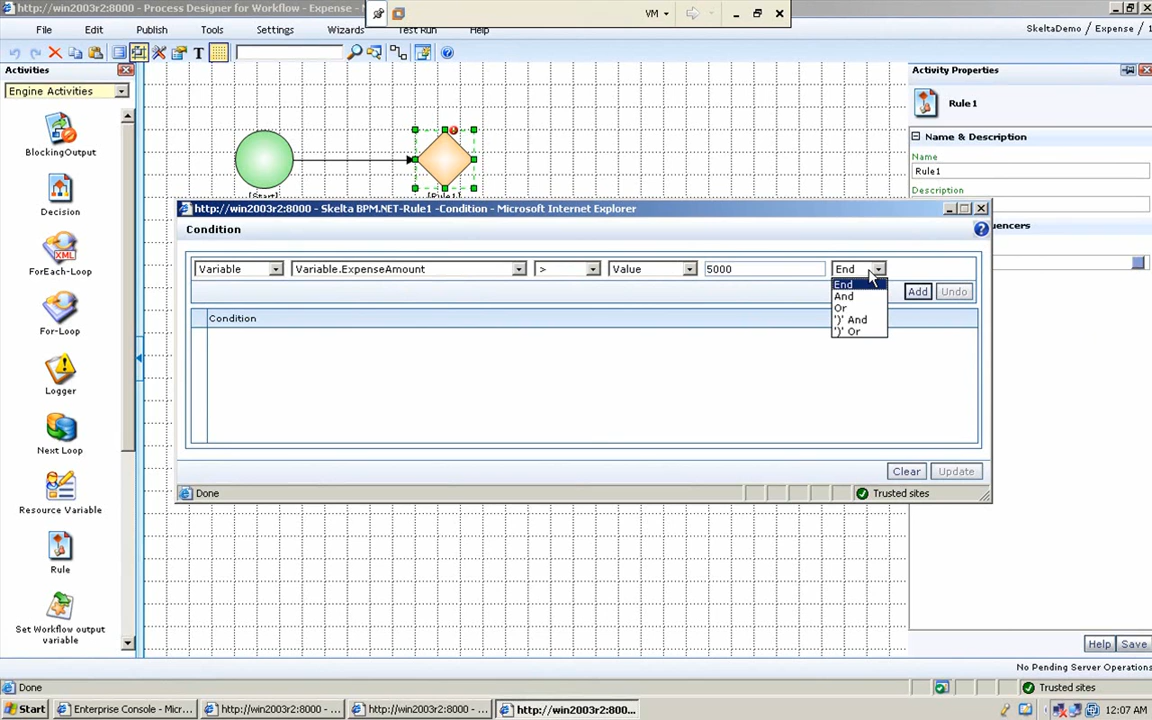 http://win2003r2:8000 - Process Designer for Workflow - Expense -
VM
File Edit Publish Tools Settings Wizards Test Run Help
SkeltaDemo / Expense /
Activities
Engine Activities
BlockingOutput
Decision
ForEach-Loop
For-Loop
Logger
Next Loop
Resource Variable
Rule
Set Workflow output
variable
[Start]
[Rule1]
http://win2003r2:8000 - Skelta BPM.NET-Rule1 -Condition - Microsoft Internet Explorer
Condition
Variable Variable.ExpenseAmount > Value 5000 End
End
And
Or
')' And
')' Or
Add Undo
Condition
Clear Update
Done Trusted sites
Activity Properties
Rule1
Name & Description
Name
Rule1
Description
uencers
Help Save
No Pending Server Operations
Done Trusted sites
Start Enterprise Console - Mic... http://win2003r2:8000 - ... http://win2003r2:8000 - ... http://win2003r2:800... 12:07 AM